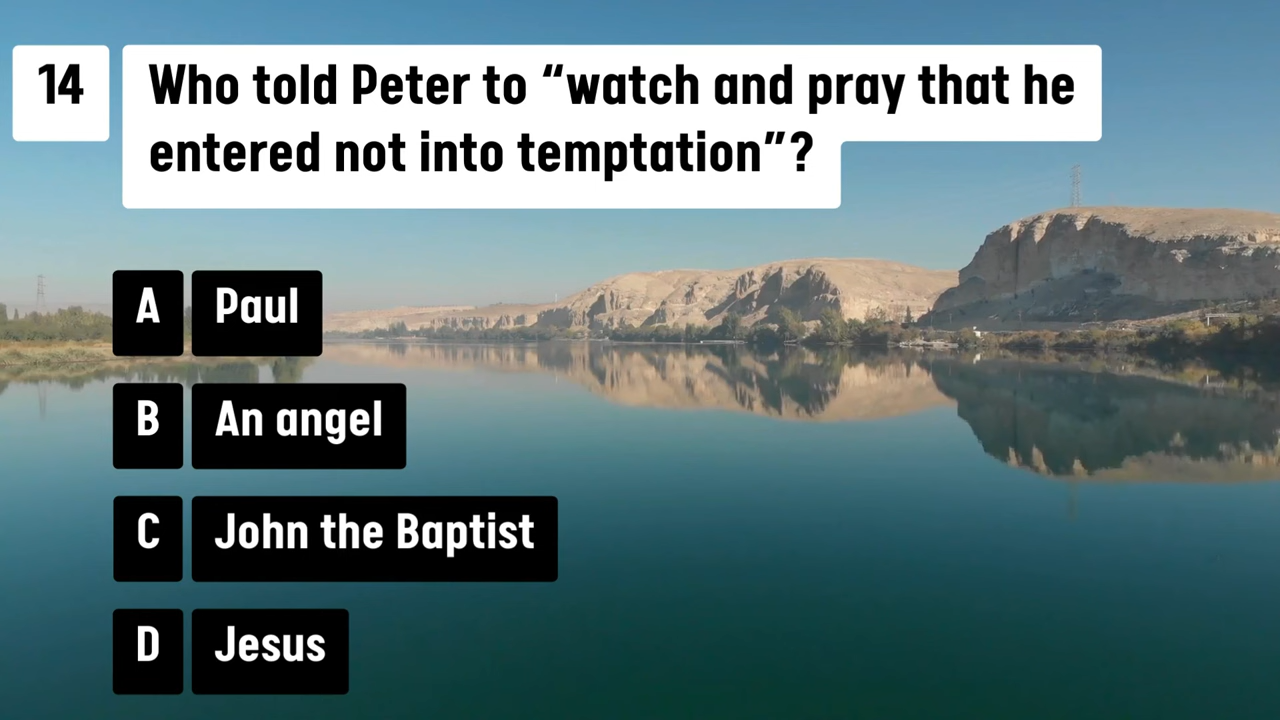 14
Who told Peter to “watch and pray that he
entered not into temptation”?
A Paul
B An angel
C John the Baptist
D Jesus